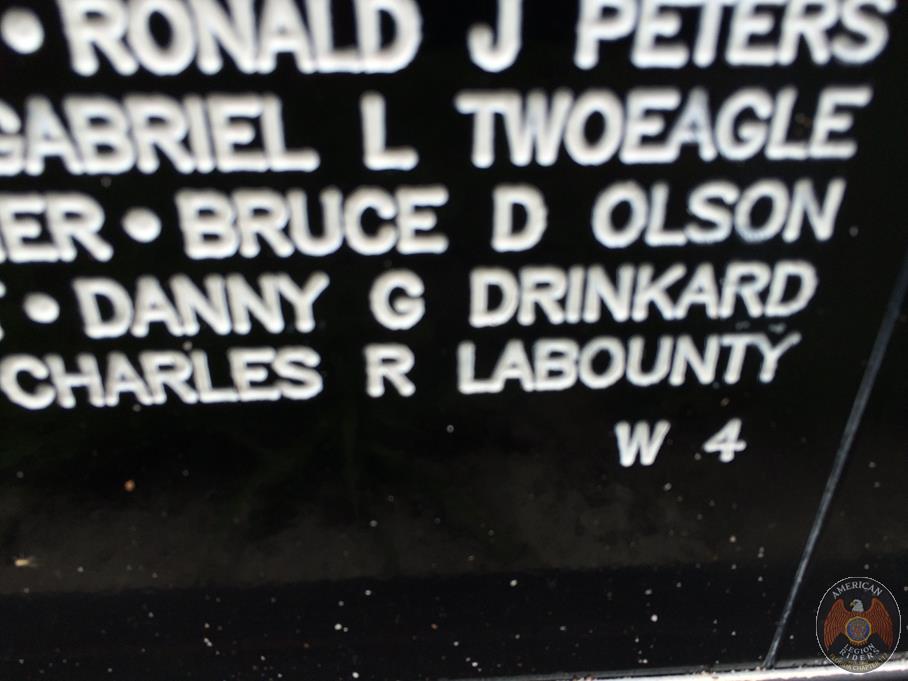 • RONALD J PETERS
GABRIEL L TWOEAGLE
ER • BRUCE D OLSON
• DANNY G DRINKARD
CHARLES R LABOUNTY
W 4
AMERICAN
LEGION
RIDERS